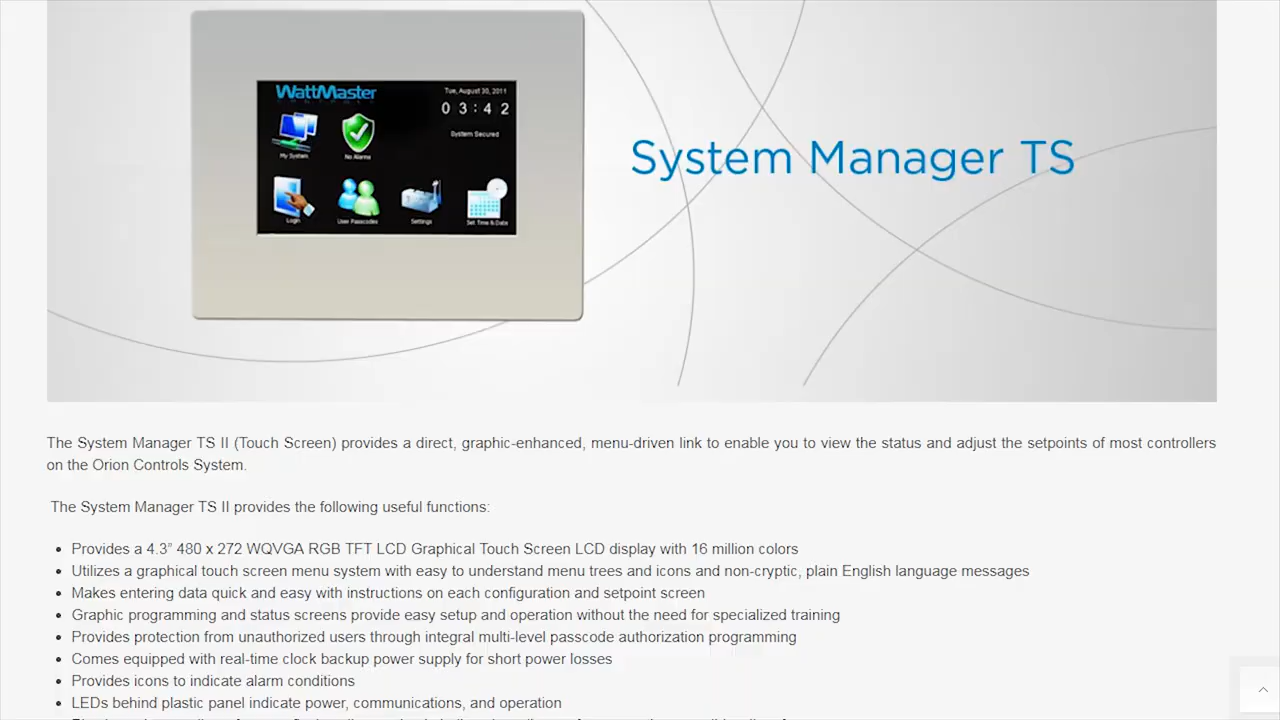 WattMaster
Tue, August 30, 2011
03:42
System Secured
My System
No Alarms
Login
User Passcodes
Settings
Set Time & Date
System Manager TS
The System Manager TS II (Touch Screen) provides a direct, graphic-enhanced, menu-driven link to enable you to view the status and adjust the setpoints of most controllers
on the Orion Controls System.
The System Manager TS II provides the following useful functions:
• Provides a 4.3” 480 x 272 WQVGA RGB TFT LCD Graphical Touch Screen LCD display with 16 million colors
• Utilizes a graphical touch screen menu system with easy to understand menu trees and icons and non-cryptic, plain English language messages
• Makes entering data quick and easy with instructions on each configuration and setpoint screen
• Graphic programming and status screens provide easy setup and operation without the need for specialized training
• Provides protection from unauthorized users through integral multi-level passcode authorization programming
• Comes equipped with real-time clock backup power supply for short power losses
• Provides icons to indicate alarm conditions
• LEDs behind plastic panel indicate power, communications, and operation